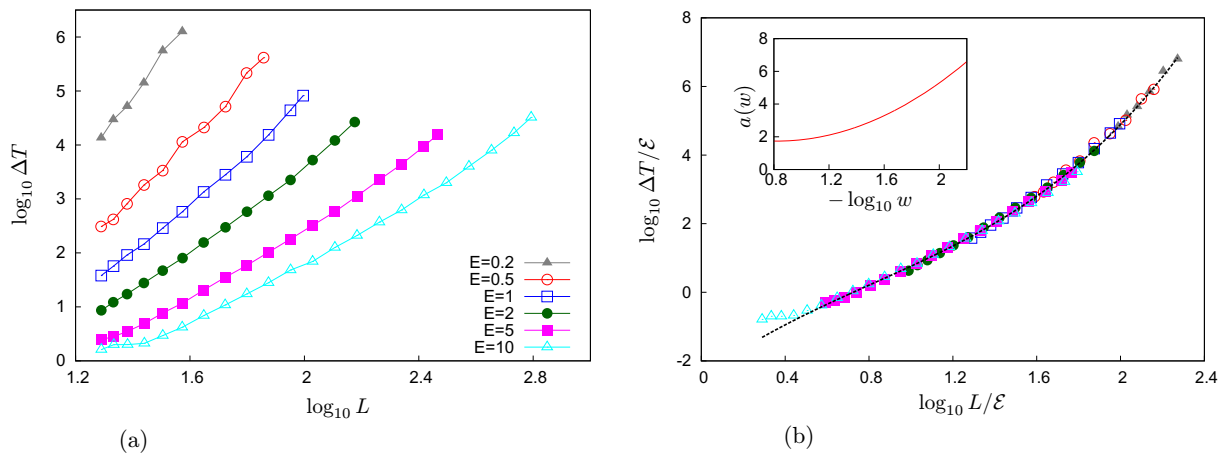 6
5
4
3
2
1
0
log₁₀ ΔT
1.2 1.6 2 2.4 2.8
log₁₀ L
E=0.2
E=0.5
E=1
E=2
E=5
E=10
(a)
8
6
4
2
0
-2
log₁₀ ΔT/ℰ
0 0.4 0.8 1.2 1.6 2 2.4
log₁₀ L/ℰ
8
6
4
2
0
a(w)
0.8 1.2 1.6 2
− log₁₀ w
(b)